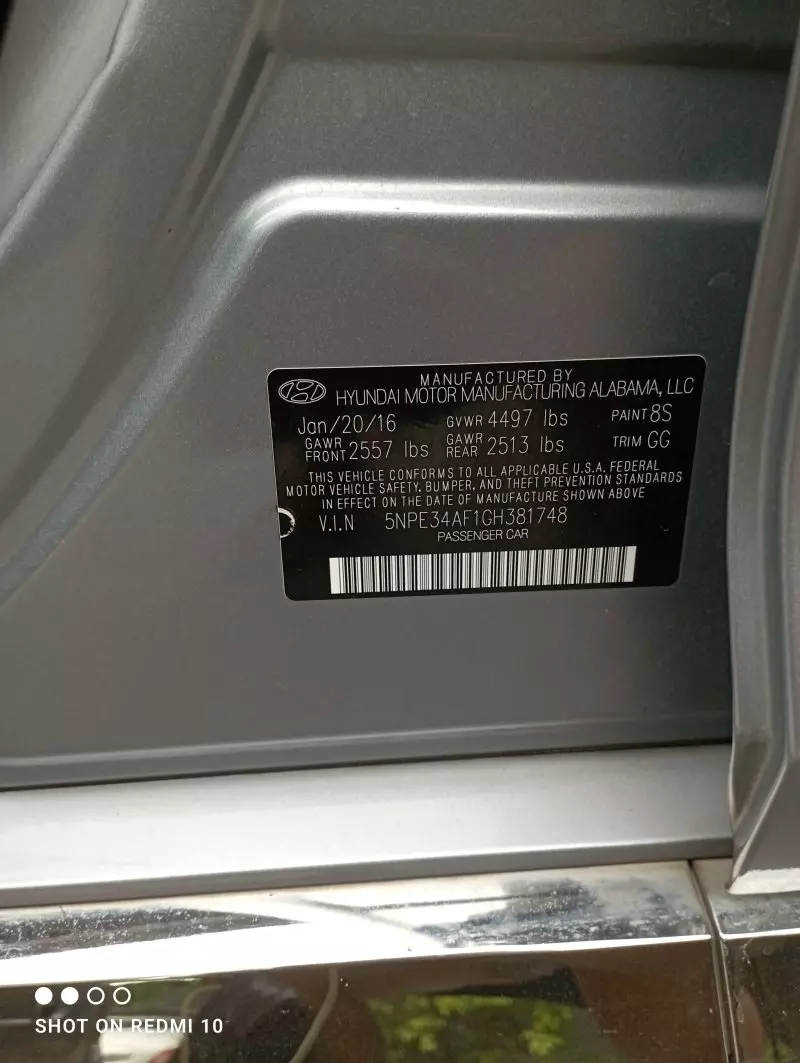 MANUFACTURED BY
HYUNDAI MOTOR MANUFACTURING ALABAMA, LLC
Jan/20/16 GVWR 4497 lbs PAINT 8S
GAWR FRONT 2557 lbs GAWR REAR 2513 lbs TRIM GG
THIS VEHICLE CONFORMS TO ALL APPLICABLE U.S.A. FEDERAL
MOTOR VEHICLE SAFETY, BUMPER, AND THEFT PREVENTION STANDARDS
IN EFFECT ON THE DATE OF MANUFACTURE SHOWN ABOVE
V.I.N 5NPE34AF1GH381748
PASSENGER CAR
SHOT ON REDMI 10